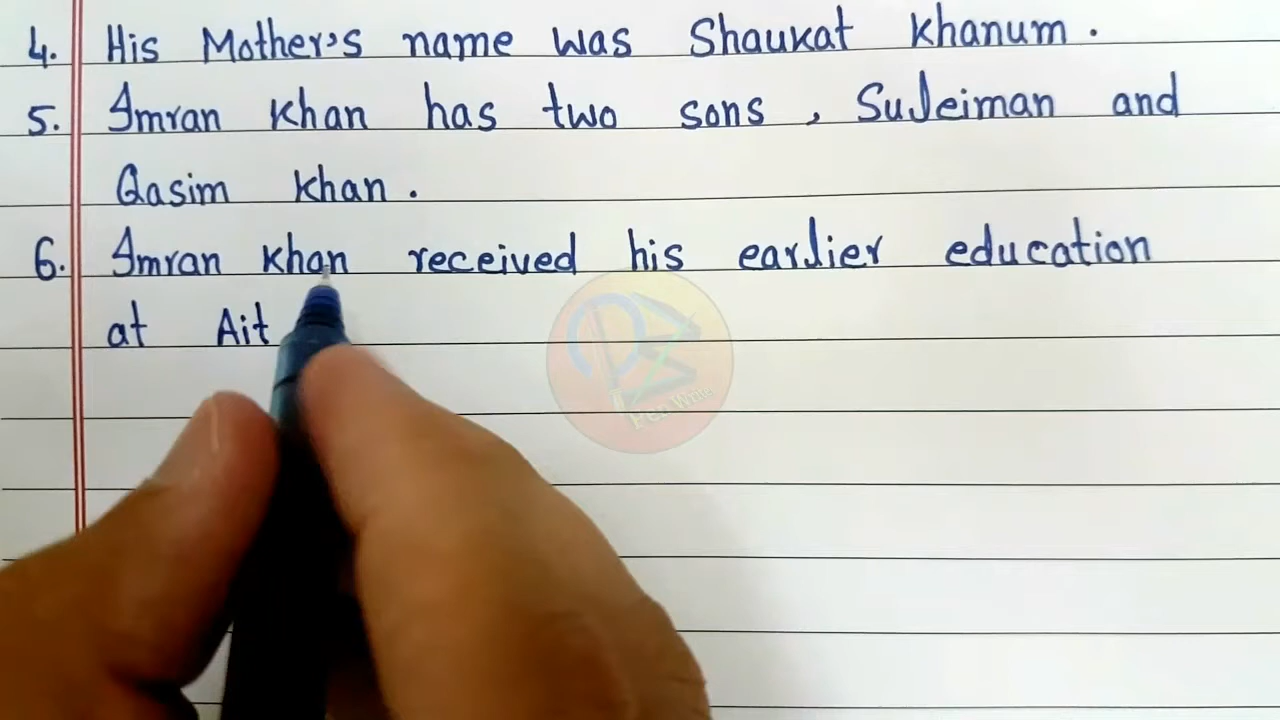 4. His Mother's name was Shaukat Khanum.
5. Imran Khan has two sons, Suleiman and
Qasim Khan.
6. Imran Khan received his earlier education
at Ait